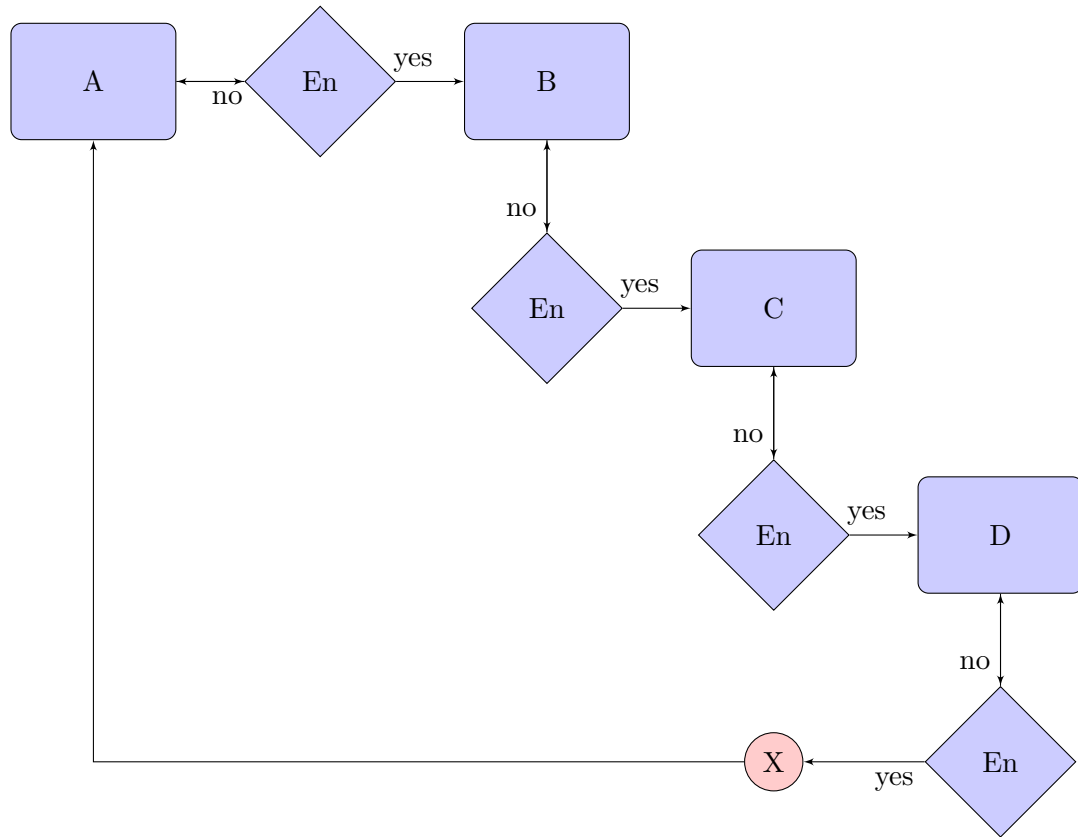 A
no
En
yes
B
no
En
yes
C
no
En
yes
D
no
En
yes
X